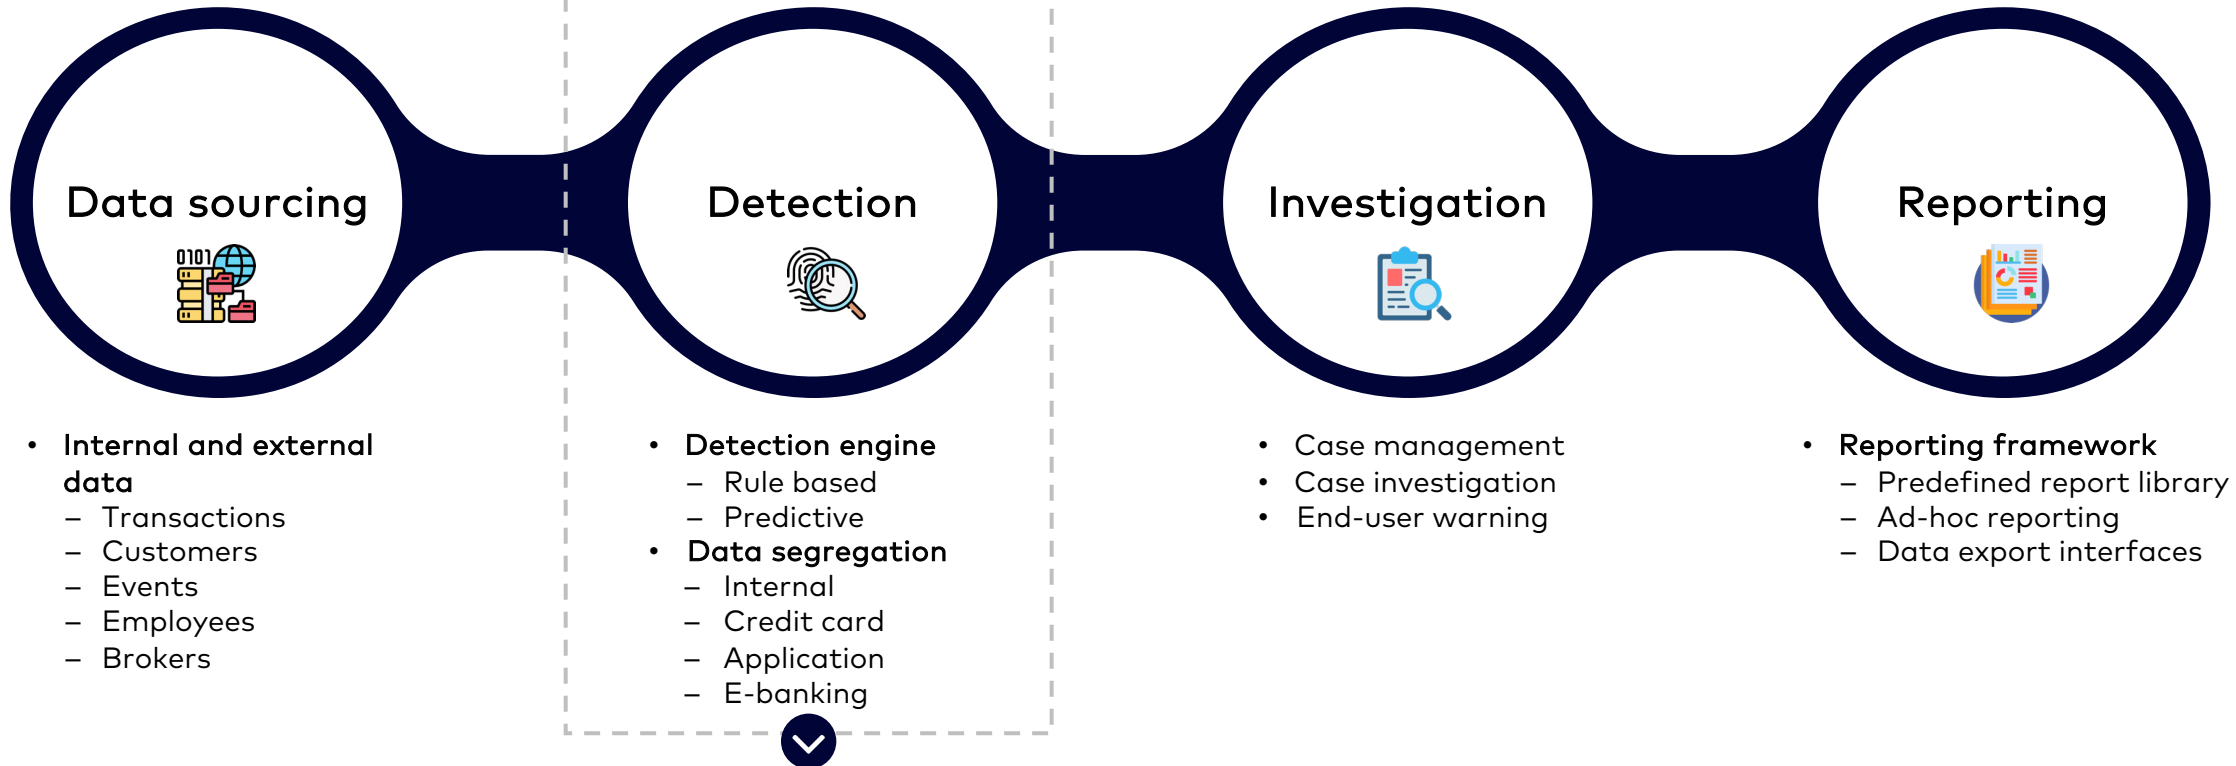 Data sourcing
0101
• Internal and external
data
– Transactions
– Customers
– Events
– Employees
– Brokers
Detection
• Detection engine
– Rule based
– Predictive
• Data segregation
– Internal
– Credit card
– Application
– E-banking
Investigation
• Case management
• Case investigation
• End-user warning
Reporting
• Reporting framework
– Predefined report library
– Ad-hoc reporting
– Data export interfaces